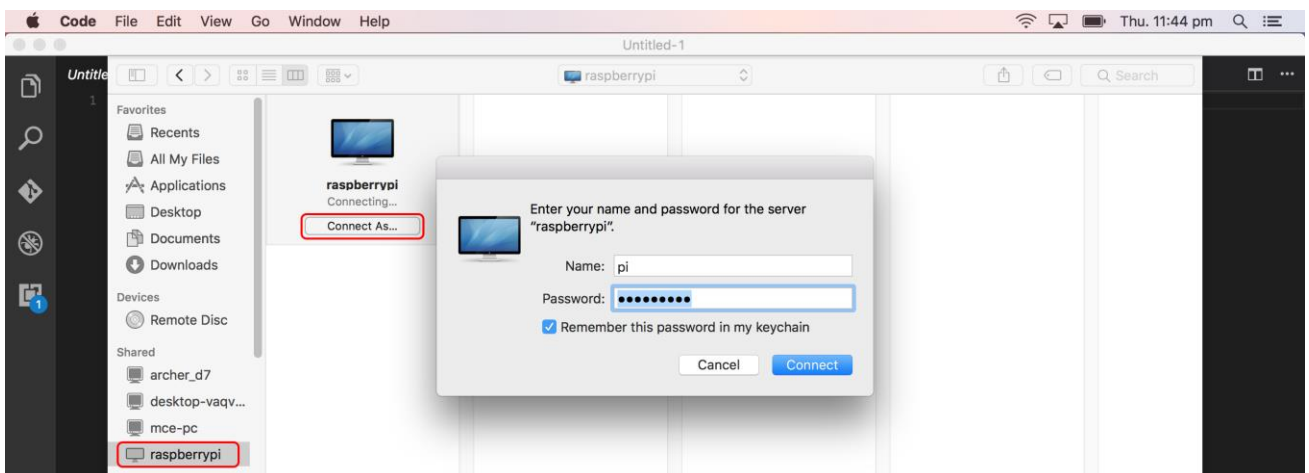 Code File Edit View Go Window Help Thu. 11:44 pm
Untitled-1
Untitle raspberrypi Search
1
Favorites
Recents
All My Files
Applications
Desktop
Documents
Downloads
Devices
Remote Disc
Shared
archer_d7
desktop-vaqv...
mce-pc
raspberrypi
raspberrypi
Connecting...
Connect As...
Enter your name and password for the server
“raspberrypi”.
Name: pi
Password: •••••••••
Remember this password in my keychain
Cancel Connect
1